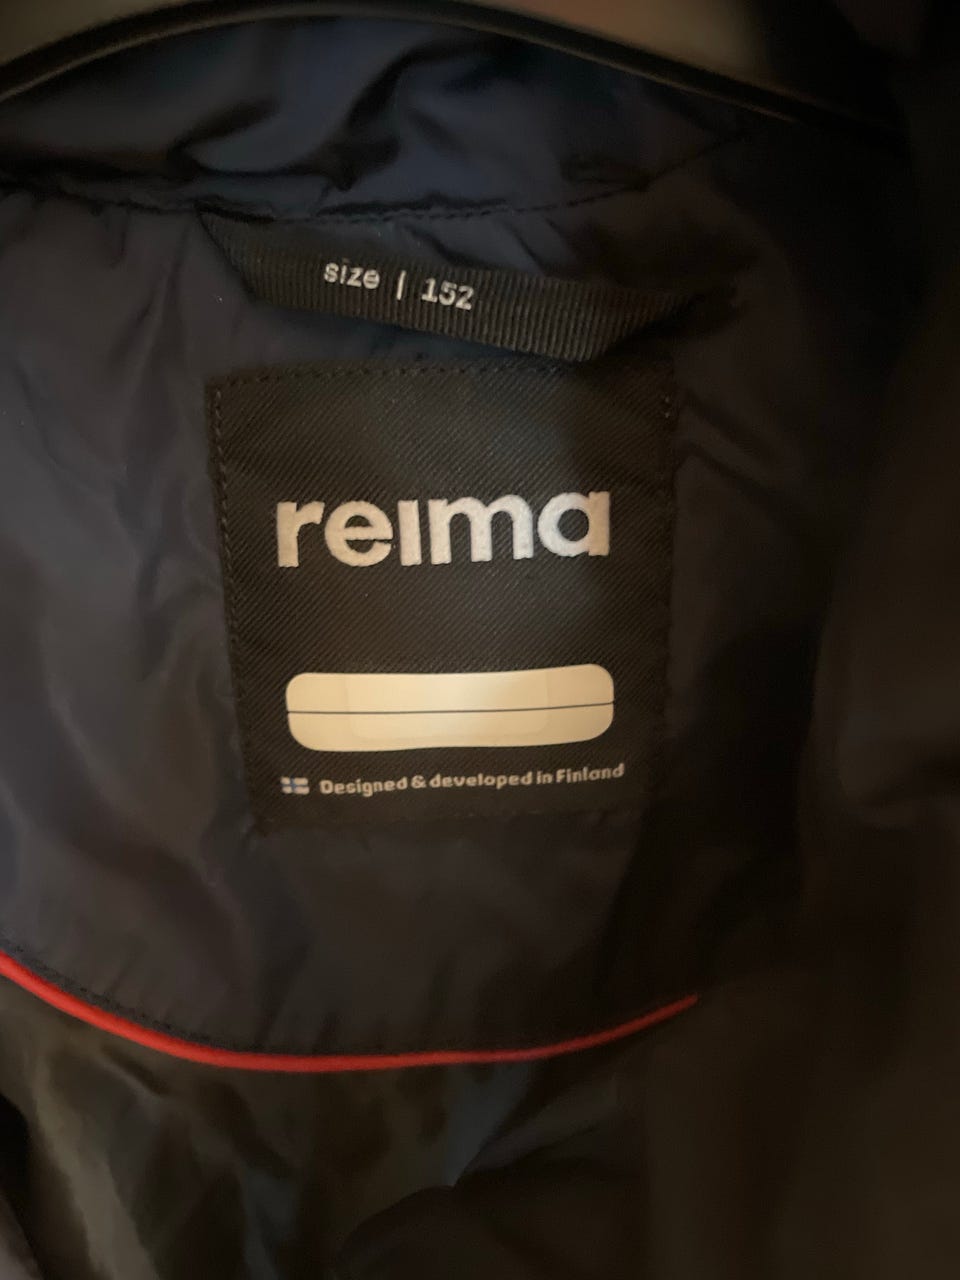 size | 152
reima
Designed & developed in Finland